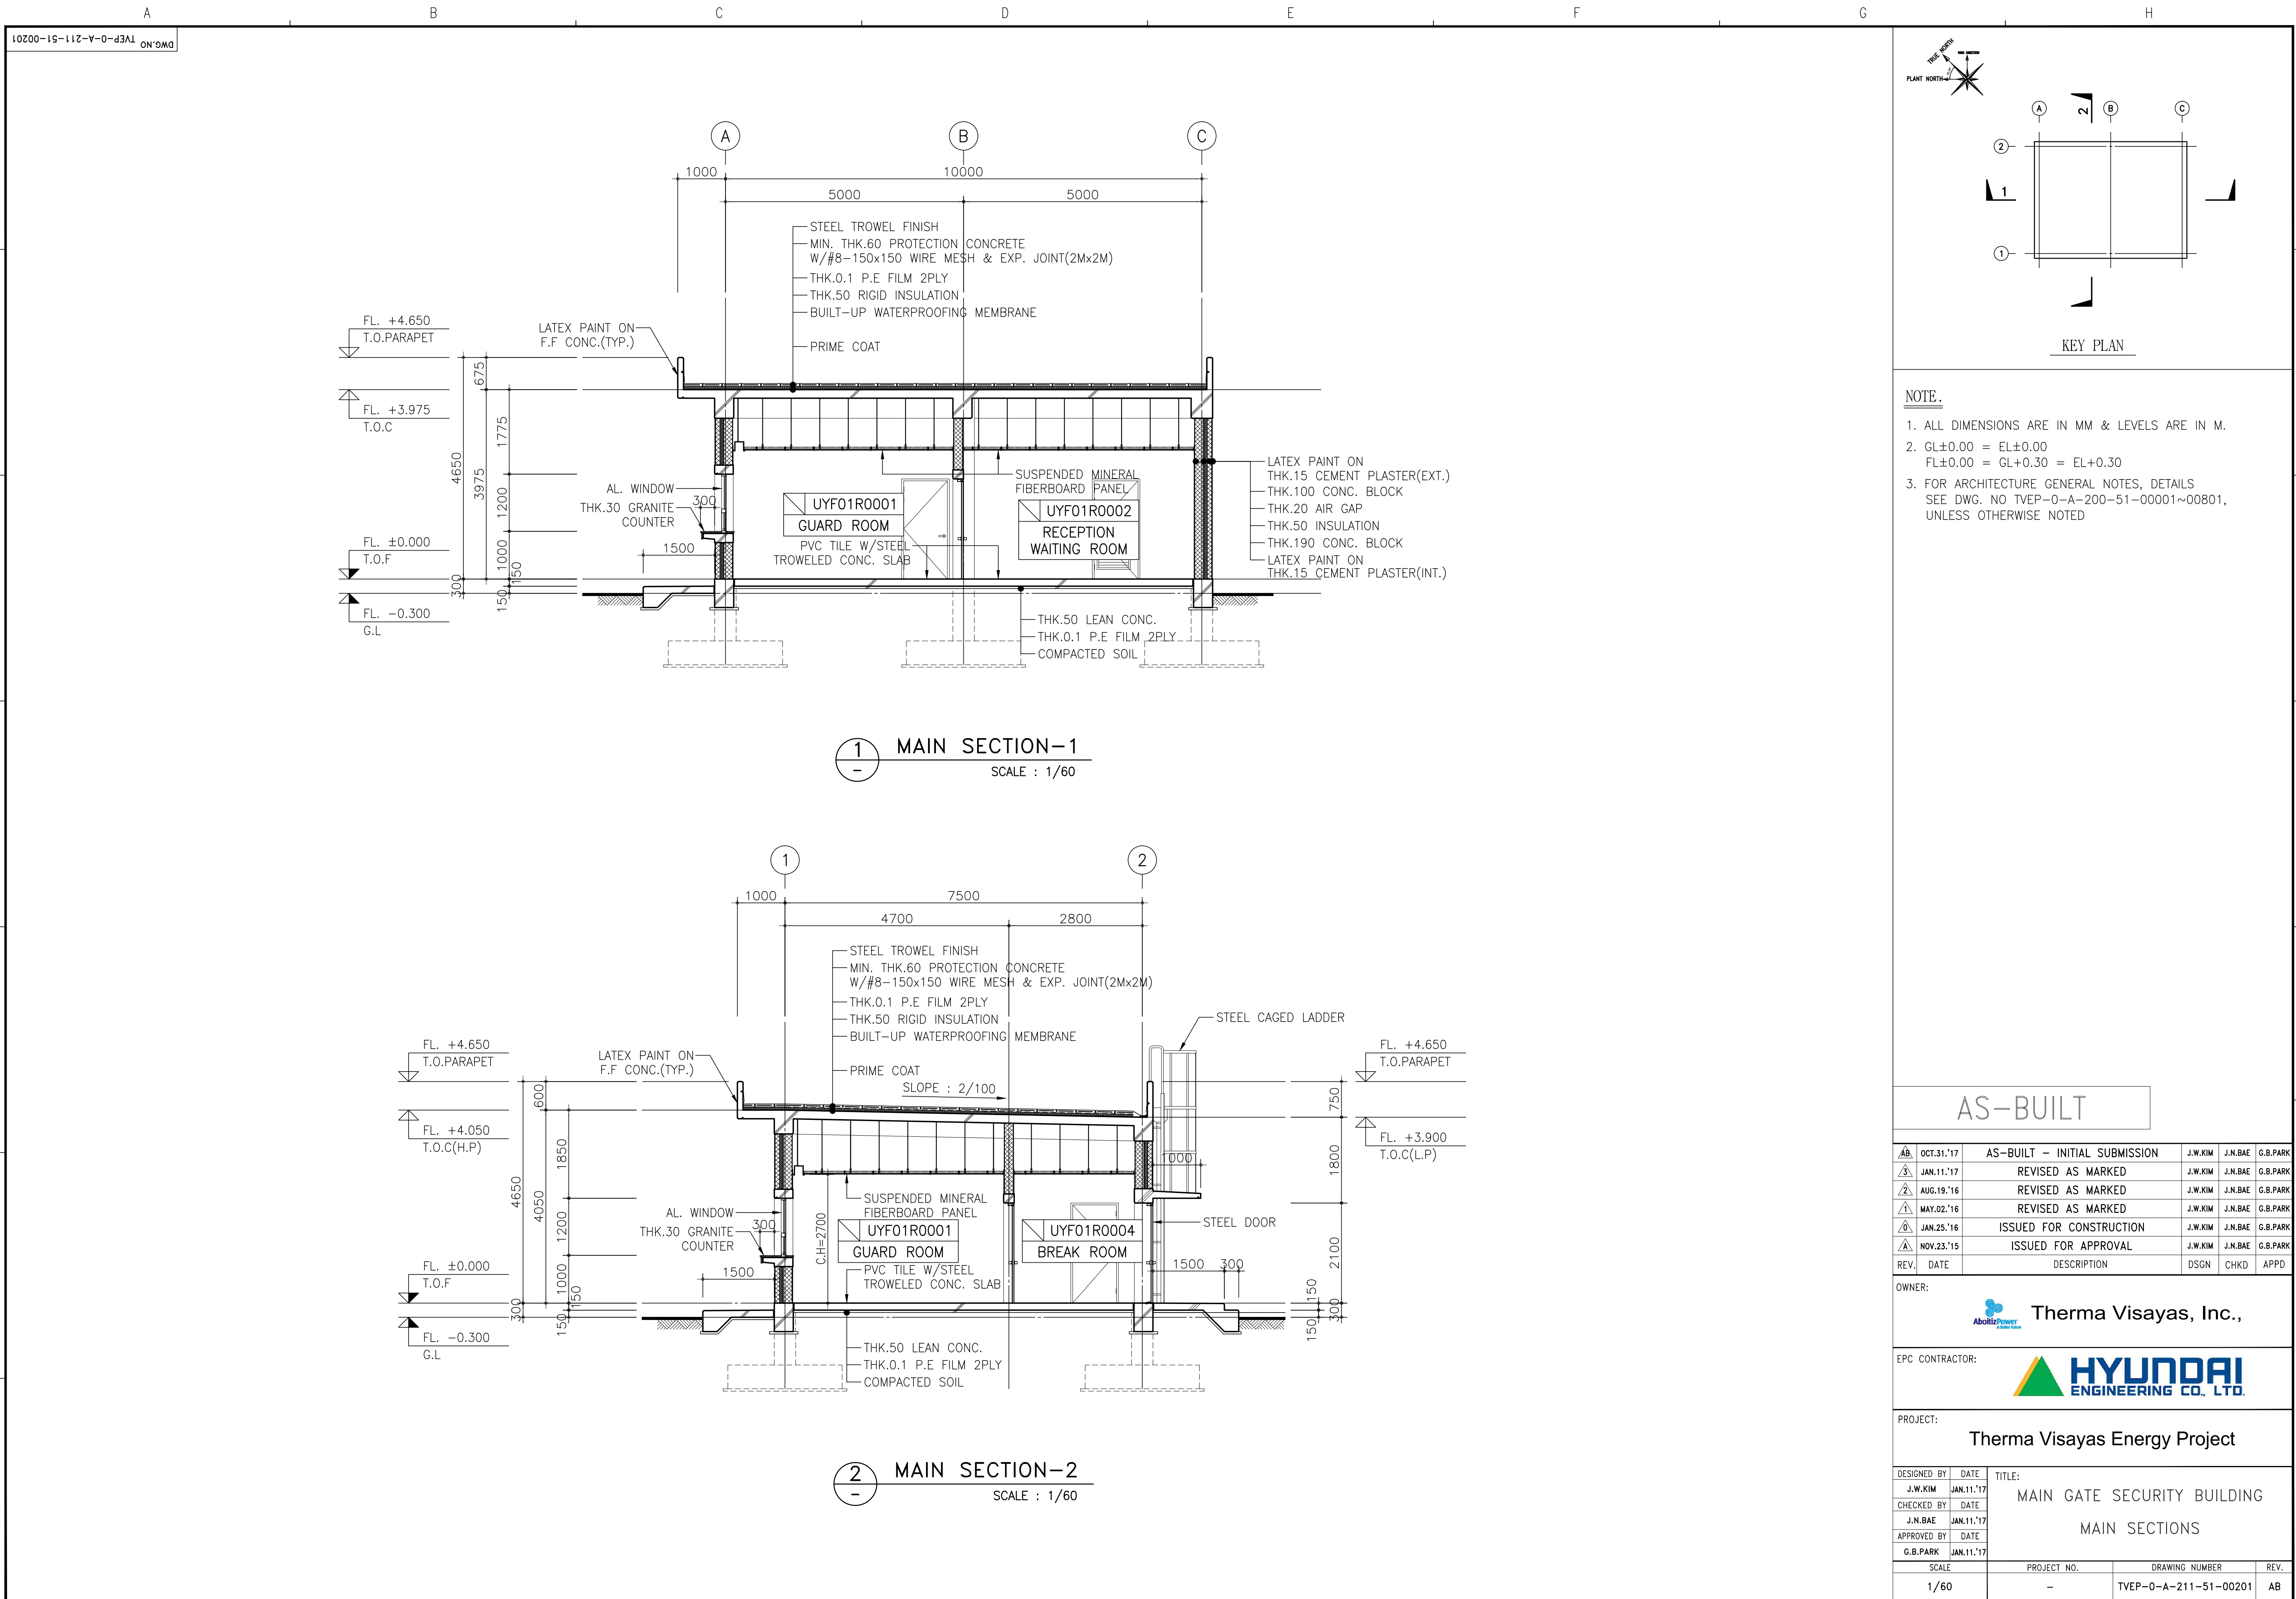 A B C D E F G H
DWG.NO TVEP-0-A-211-51-00201
A B C
1000 10000
5000 5000
STEEL TROWEL FINISH
MIN. THK.60 PROTECTION CONCRETE
W/#8-150x150 WIRE MESH & EXP. JOINT(2Mx2M)
THK.0.1 P.E FILM 2PLY
THK.50 RIGID INSULATION
BUILT-UP WATERPROOFING MEMBRANE
PRIME COAT
LATEX PAINT ON
F.F CONC.(TYP.)
FL. +4.650
T.O.PARAPET
FL. +3.975
T.O.C
FL. ±0.000
T.O.F
FL. -0.300
G.L
4650
300
675
3975
1775
1200
1000
150
150
AL. WINDOW
THK.30 GRANITE
COUNTER
300
1500
UYF01R0001
GUARD ROOM
PVC TILE W/STEEL
TROWELED CONC. SLAB
SUSPENDED MINERAL
FIBERBOARD PANEL
UYF01R0002
RECEPTION
WAITING ROOM
LATEX PAINT ON
THK.15 CEMENT PLASTER(EXT.)
THK.100 CONC. BLOCK
THK.20 AIR GAP
THK.50 INSULATION
THK.190 CONC. BLOCK
LATEX PAINT ON
THK.15 CEMENT PLASTER(INT.)
THK.50 LEAN CONC.
THK.0.1 P.E FILM 2PLY
COMPACTED SOIL
1
-
MAIN SECTION-1
SCALE : 1/60
1 2
1000 7500
4700 2800
STEEL TROWEL FINISH
MIN. THK.60 PROTECTION CONCRETE
W/#8-150x150 WIRE MESH & EXP. JOINT(2Mx2M)
THK.0.1 P.E FILM 2PLY
THK.50 RIGID INSULATION
BUILT-UP WATERPROOFING MEMBRANE
PRIME COAT
SLOPE : 2/100
STEEL CAGED LADDER
LATEX PAINT ON
F.F CONC.(TYP.)
FL. +4.650
T.O.PARAPET
FL. +4.050
T.O.C(H.P)
FL. ±0.000
T.O.F
FL. -0.300
G.L
4650
300
600
4050
1850
1200
1000
150
150
AL. WINDOW
THK.30 GRANITE
COUNTER
300
1500
C.H=2700
SUSPENDED MINERAL
FIBERBOARD PANEL
UYF01R0001
GUARD ROOM
PVC TILE W/STEEL
TROWELED CONC. SLAB
UYF01R0004
BREAK ROOM
1000
STEEL DOOR
1500 300
FL. +4.650
T.O.PARAPET
FL. +3.900
T.O.C(L.P)
750
1800
2100
150
300
150
THK.50 LEAN CONC.
THK.0.1 P.E FILM 2PLY
COMPACTED SOIL
2
-
MAIN SECTION-2
SCALE : 1/60
TRUE NORTH
WIND DIRECTION
PLANT NORTH
A 2 B C
2
1
1
KEY PLAN
NOTE.
1. ALL DIMENSIONS ARE IN MM & LEVELS ARE IN M.
2. GL±0.00 = EL±0.00
FL±0.00 = GL+0.30 = EL+0.30
3. FOR ARCHITECTURE GENERAL NOTES, DETAILS
SEE DWG. NO TVEP-0-A-200-51-00001~00801,
UNLESS OTHERWISE NOTED
AS-BUILT
AB OCT.31.'17 AS-BUILT - INITIAL SUBMISSION J.W.KIM J.N.BAE G.B.PARK
3 JAN.11.'17 REVISED AS MARKED J.W.KIM J.N.BAE G.B.PARK
2 AUG.19.'16 REVISED AS MARKED J.W.KIM J.N.BAE G.B.PARK
1 MAY.02.'16 REVISED AS MARKED J.W.KIM J.N.BAE G.B.PARK
0 JAN.25.'16 ISSUED FOR CONSTRUCTION J.W.KIM J.N.BAE G.B.PARK
A NOV.23.'15 ISSUED FOR APPROVAL J.W.KIM J.N.BAE G.B.PARK
REV. DATE DESCRIPTION DSGN CHKD APPD
OWNER:
AboitizPower
Therma Visayas, Inc.,
EPC CONTRACTOR:
HYUNDAI
ENGINEERING CO., LTD.
PROJECT:
Therma Visayas Energy Project
DESIGNED BY DATE
J.W.KIM JAN.11.'17
CHECKED BY DATE
J.N.BAE JAN.11.'17
APPROVED BY DATE
G.B.PARK JAN.11.'17
TITLE:
MAIN GATE SECURITY BUILDING
MAIN SECTIONS
SCALE PROJECT NO. DRAWING NUMBER REV.
1/60 - TVEP-0-A-211-51-00201 AB